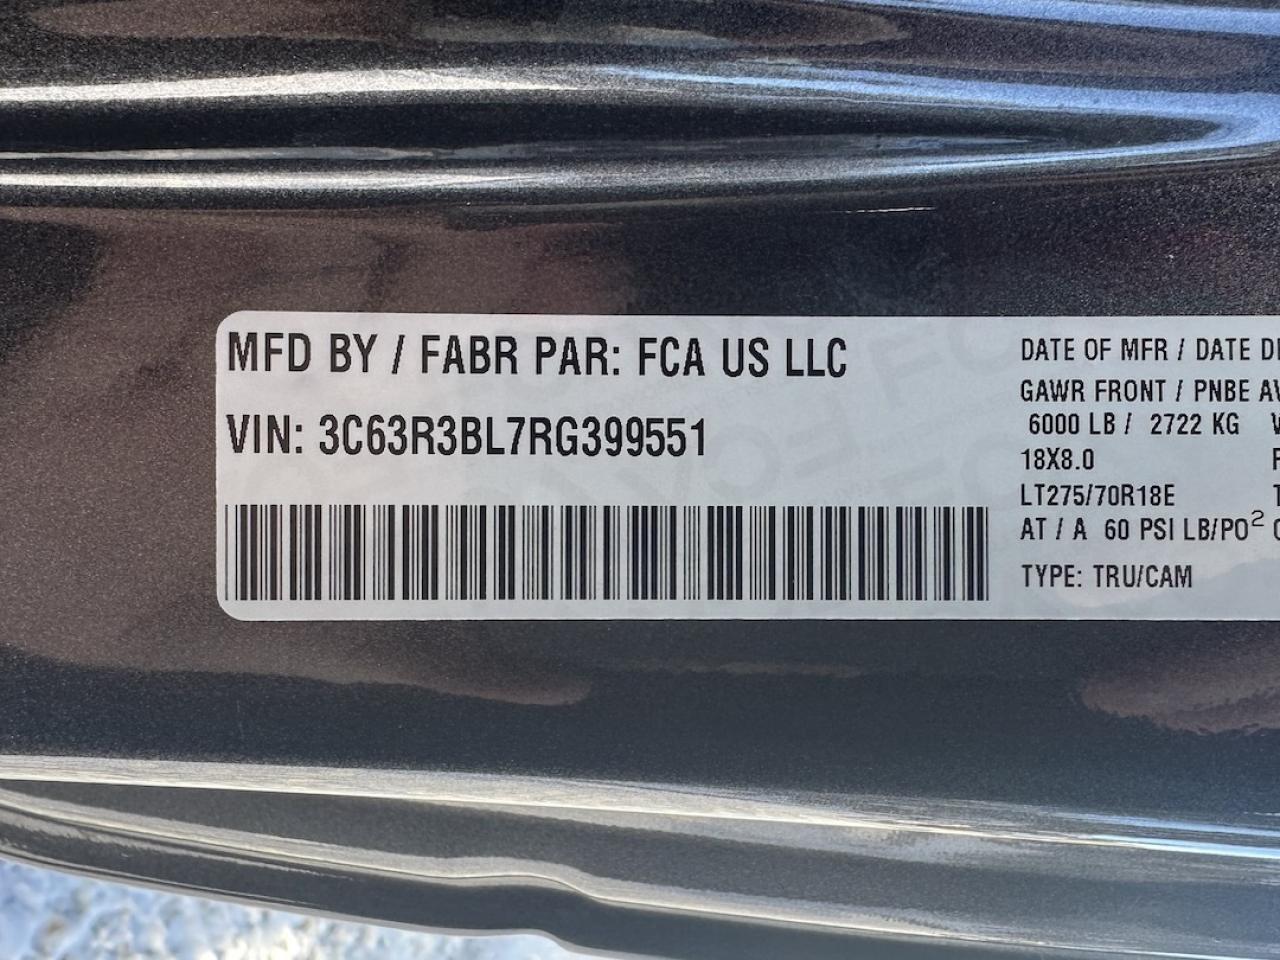 MFD BY / FABR PAR: FCA US LLC
VIN: 3C63R3BL7RG399551
DATE OF MFR / DATE
GAWR FRONT / PNBE
6000 LB / 2722 KG
18X8.0
LT275/70R18E
AT / A 60 PSI LB/PO²
TYPE: TRU/CAM